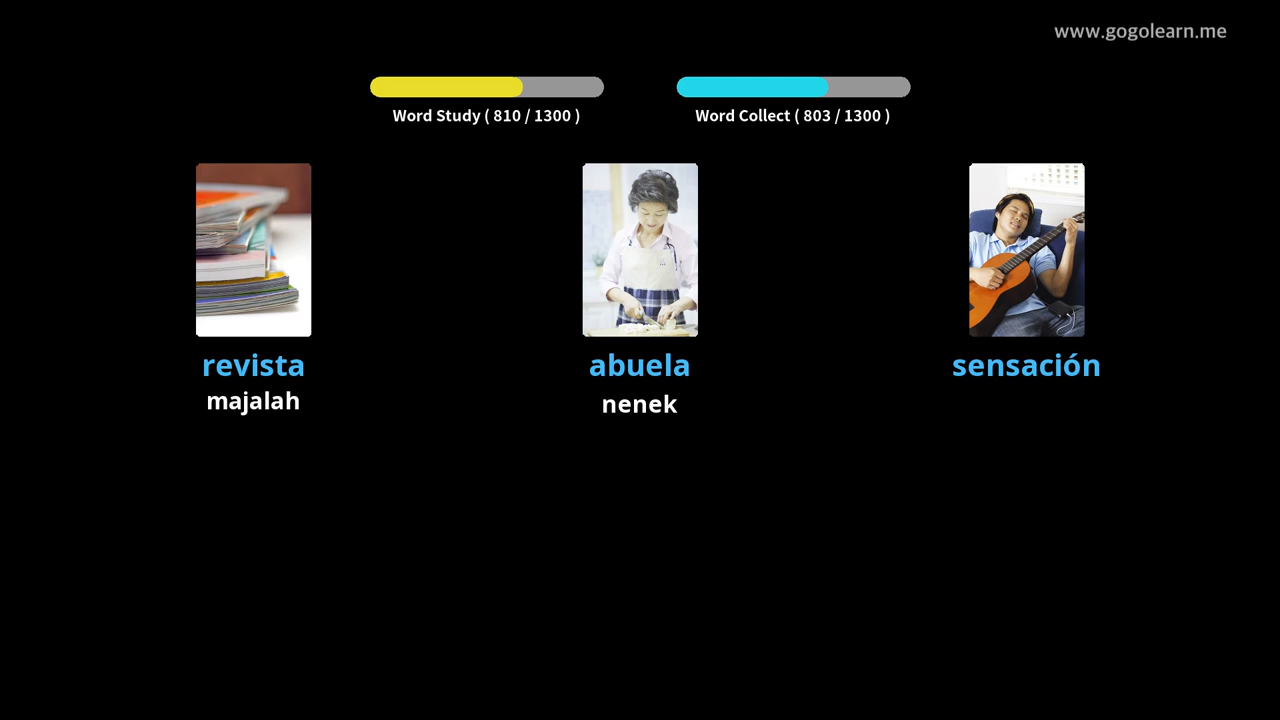 www.gogolearn.me
Word Study ( 810 / 1300 )
Word Collect ( 803 / 1300 )
revista
majalah
abuela
nenek
sensación